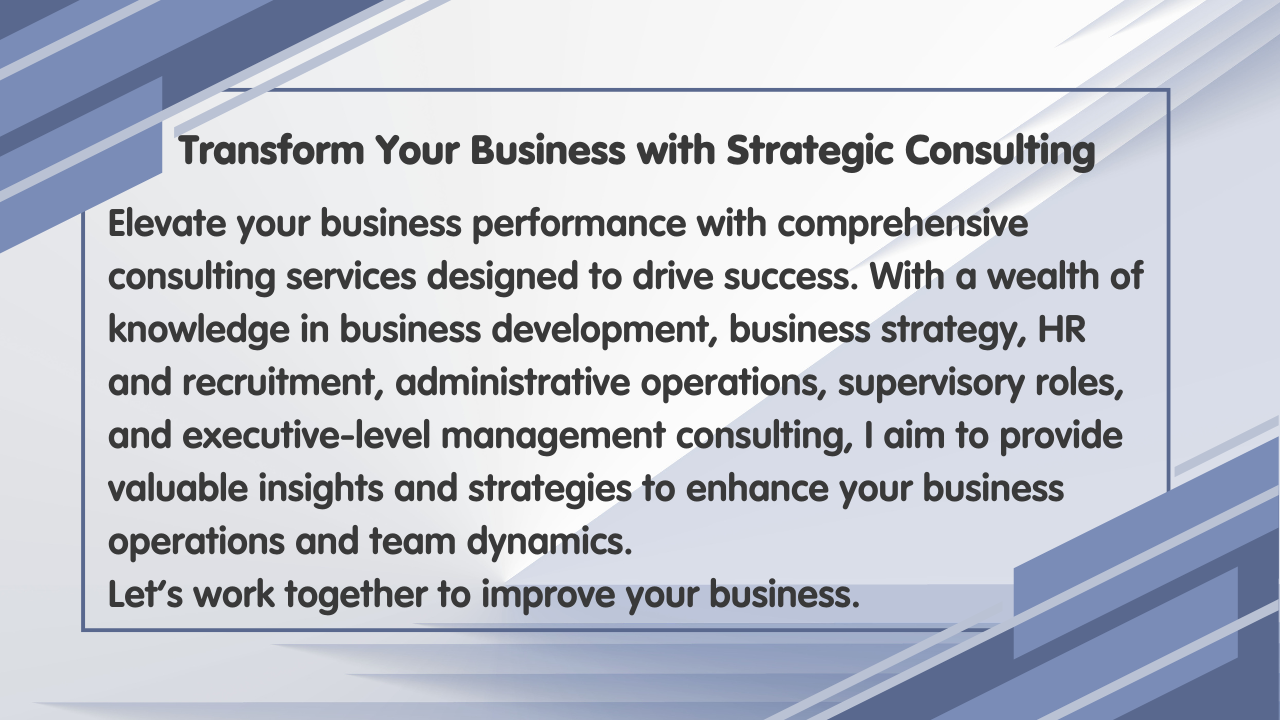 Transform Your Business with Strategic Consulting
Elevate your business performance with comprehensive
consulting services designed to drive success. With a wealth of
knowledge in business development, business strategy, HR
and recruitment, administrative operations, supervisory roles,
and executive-level management consulting, I aim to provide
valuable insights and strategies to enhance your business
operations and team dynamics.
Let's work together to improve your business.